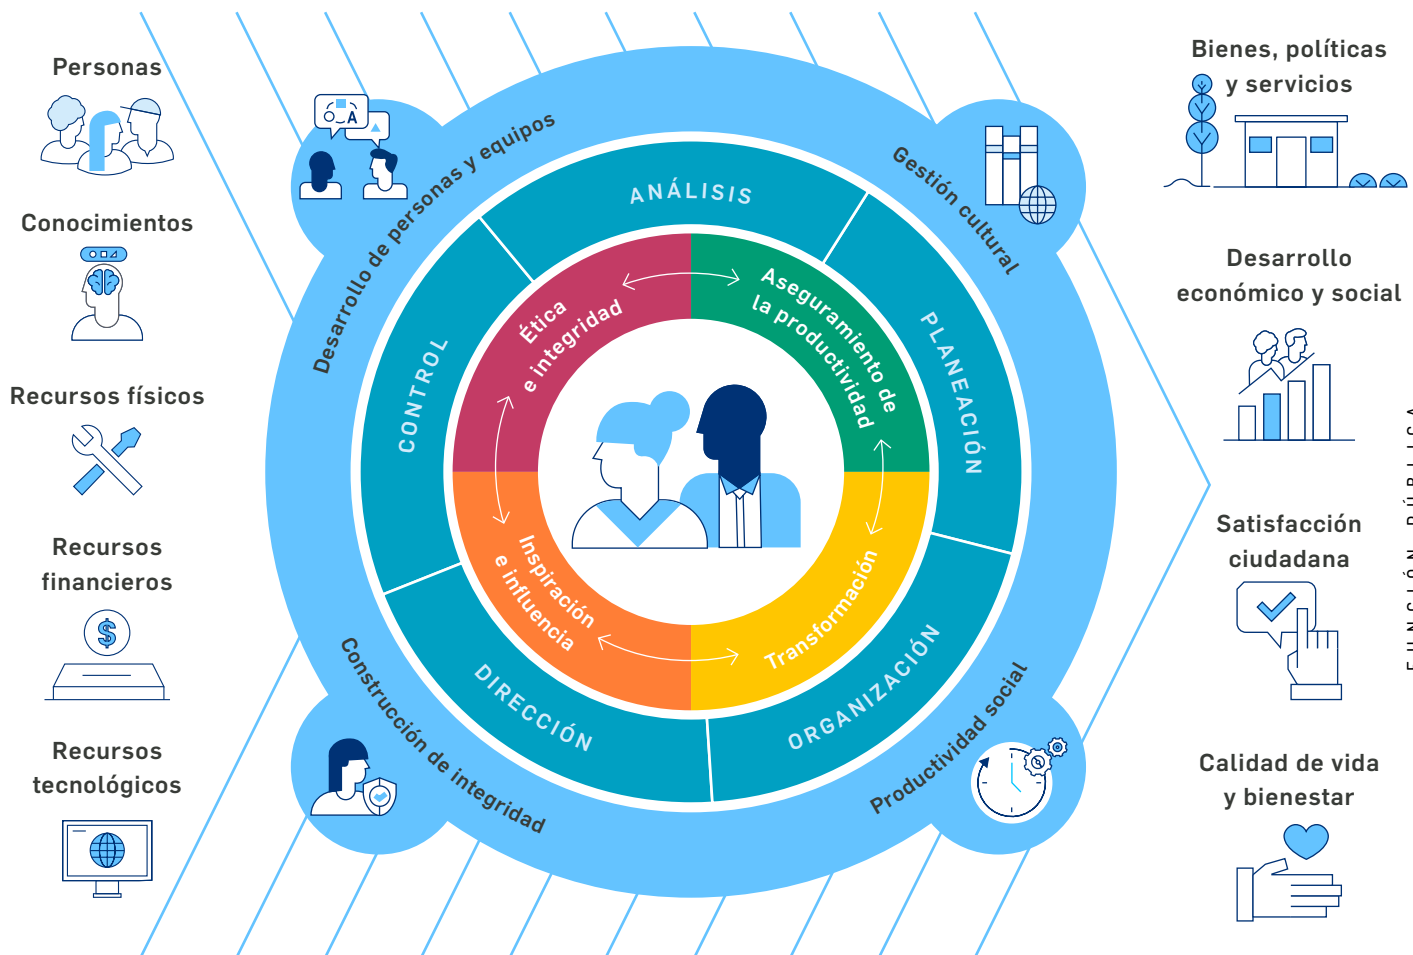 Personas
Conocimientos
Recursos físicos
Recursos
financieros
Recursos
tecnológicos
Desarrollo de personas y equipos
Gestión cultural
Construcción de integridad
Productividad social
ANÁLISIS
PLANEACIÓN
ORGANIZACIÓN
DIRECCIÓN
CONTROL
Ética
e integridad
Aseguramiento de
la productividad
Transformación
Inspiración
e influencia
A
$
Bienes, políticas
y servicios
Desarrollo
económico y social
Satisfacción
ciudadana
Calidad de vida
y bienestar
FUNCIÓN PÚBLICA